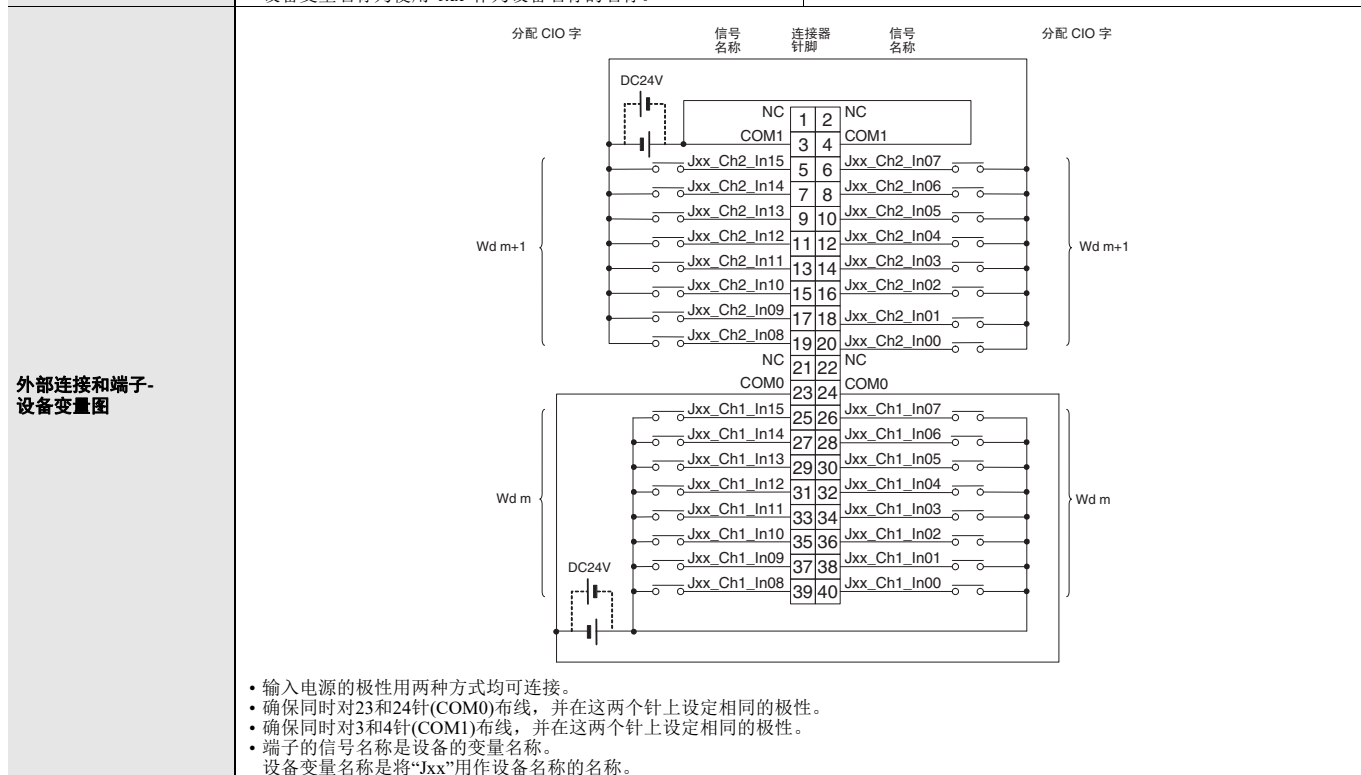 外部连接和端子-
设备变量图
分配 CIO 字
信号
名称
连接器
针脚
信号
名称
分配 CIO 字
DC24V
NC 1 2 NC
COM1 3 4 COM1
Jxx_Ch2_In15 5 6 Jxx_Ch2_In07
Jxx_Ch2_In14 7 8 Jxx_Ch2_In06
Jxx_Ch2_In13 9 10 Jxx_Ch2_In05
Wd m+1 Jxx_Ch2_In12 11 12 Jxx_Ch2_In04 Wd m+1
Jxx_Ch2_In11 13 14 Jxx_Ch2_In03
Jxx_Ch2_In10 15 16 Jxx_Ch2_In02
Jxx_Ch2_In09 17 18 Jxx_Ch2_In01
Jxx_Ch2_In08 19 20 Jxx_Ch2_In00
NC 21 22 NC
COM0 23 24 COM0
Jxx_Ch1_In15 25 26 Jxx_Ch1_In07
Jxx_Ch1_In14 27 28 Jxx_Ch1_In06
Jxx_Ch1_In13 29 30 Jxx_Ch1_In05
Wd m Jxx_Ch1_In12 31 32 Jxx_Ch1_In04 Wd m
Jxx_Ch1_In11 33 34 Jxx_Ch1_In03
Jxx_Ch1_In10 35 36 Jxx_Ch1_In02
Jxx_Ch1_In09 37 38 Jxx_Ch1_In01
DC24V
Jxx_Ch1_In08 39 40 Jxx_Ch1_In00
• 输入电源的极性用两种方式均可连接。
• 确保同时对23和24针(COM0)布线，并在这两个针上设定相同的极性。
• 确保同时对3和4针(COM1)布线，并在这两个针上设定相同的极性。
• 端子的信号名称是设备的变量名称。
设备变量名称是将“Jxx”用作设备名称的名称。